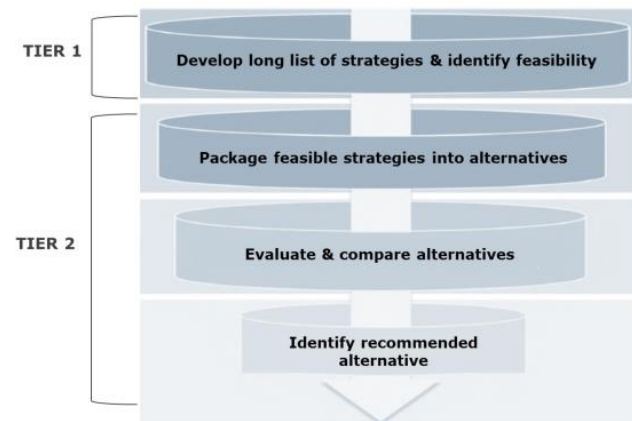 TIER 1
Develop long list of strategies & identify feasibility
Package feasible strategies into alternatives
TIER 2
Evaluate & compare alternatives
Identify recommended
alternative